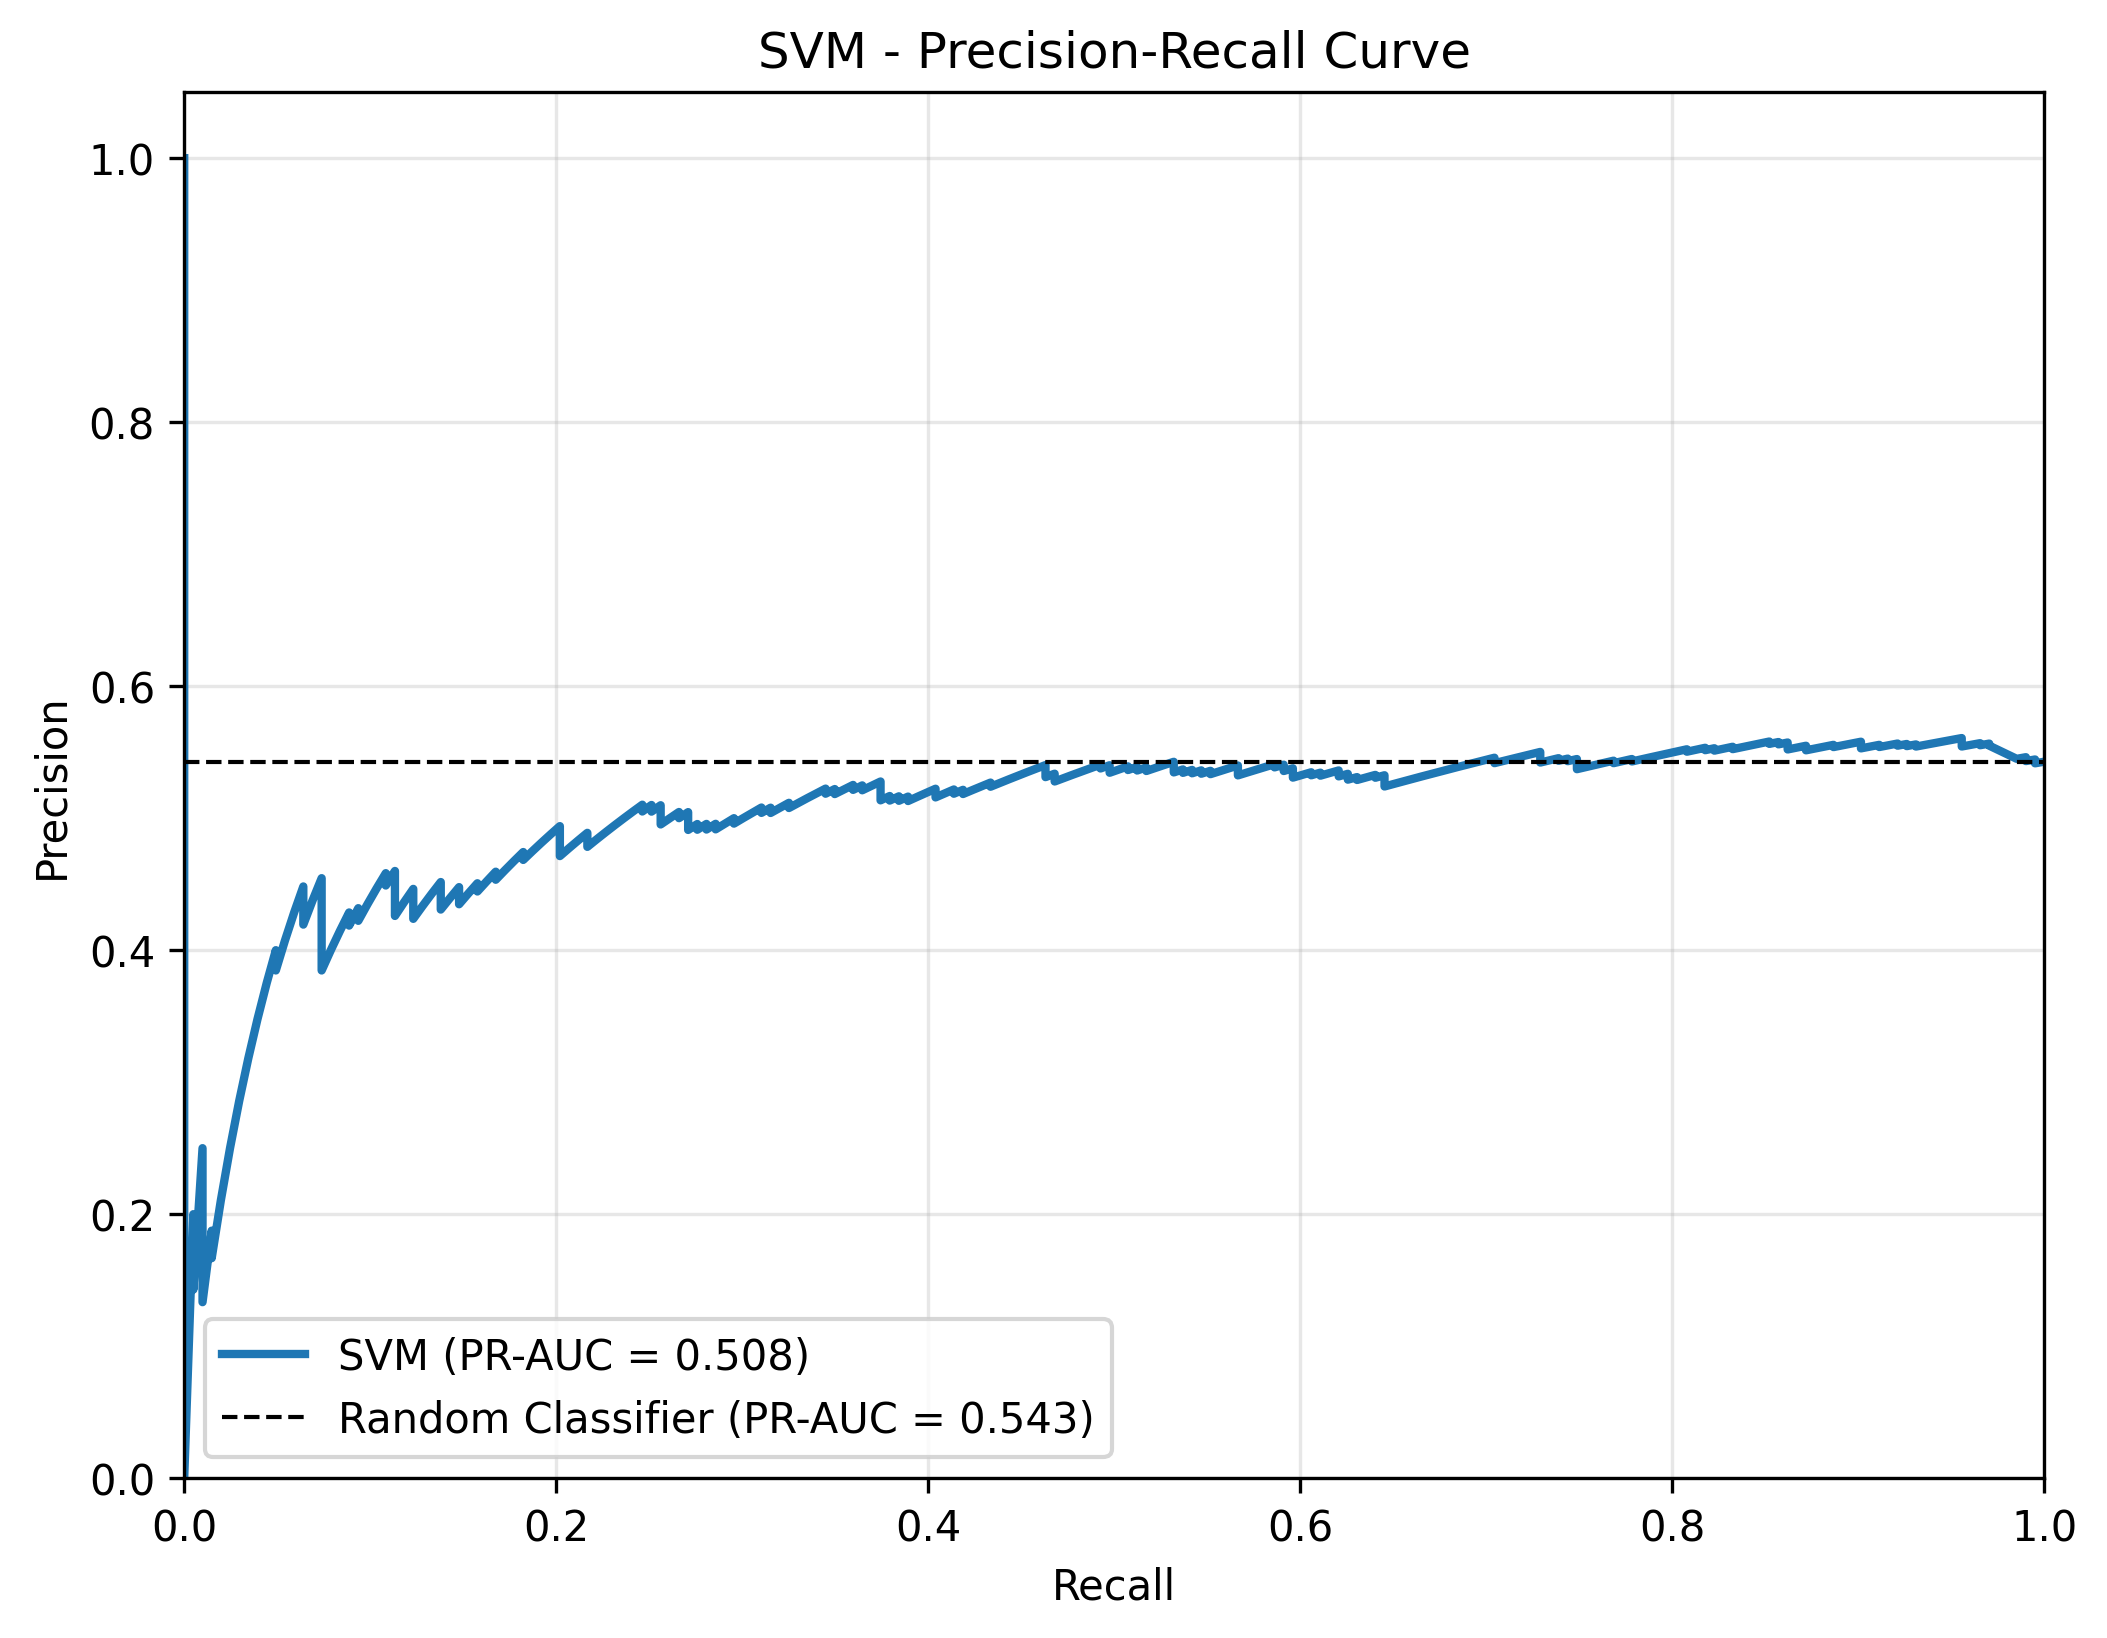 SVM - Precision-Recall Curve
1.0
0.8
0.6
0.4
0.2
0.0
Precision
SVM (PR-AUC = 0.508)
Random Classifier (PR-AUC = 0.543)
0.0 0.2 0.4 0.6 0.8 1.0
Recall